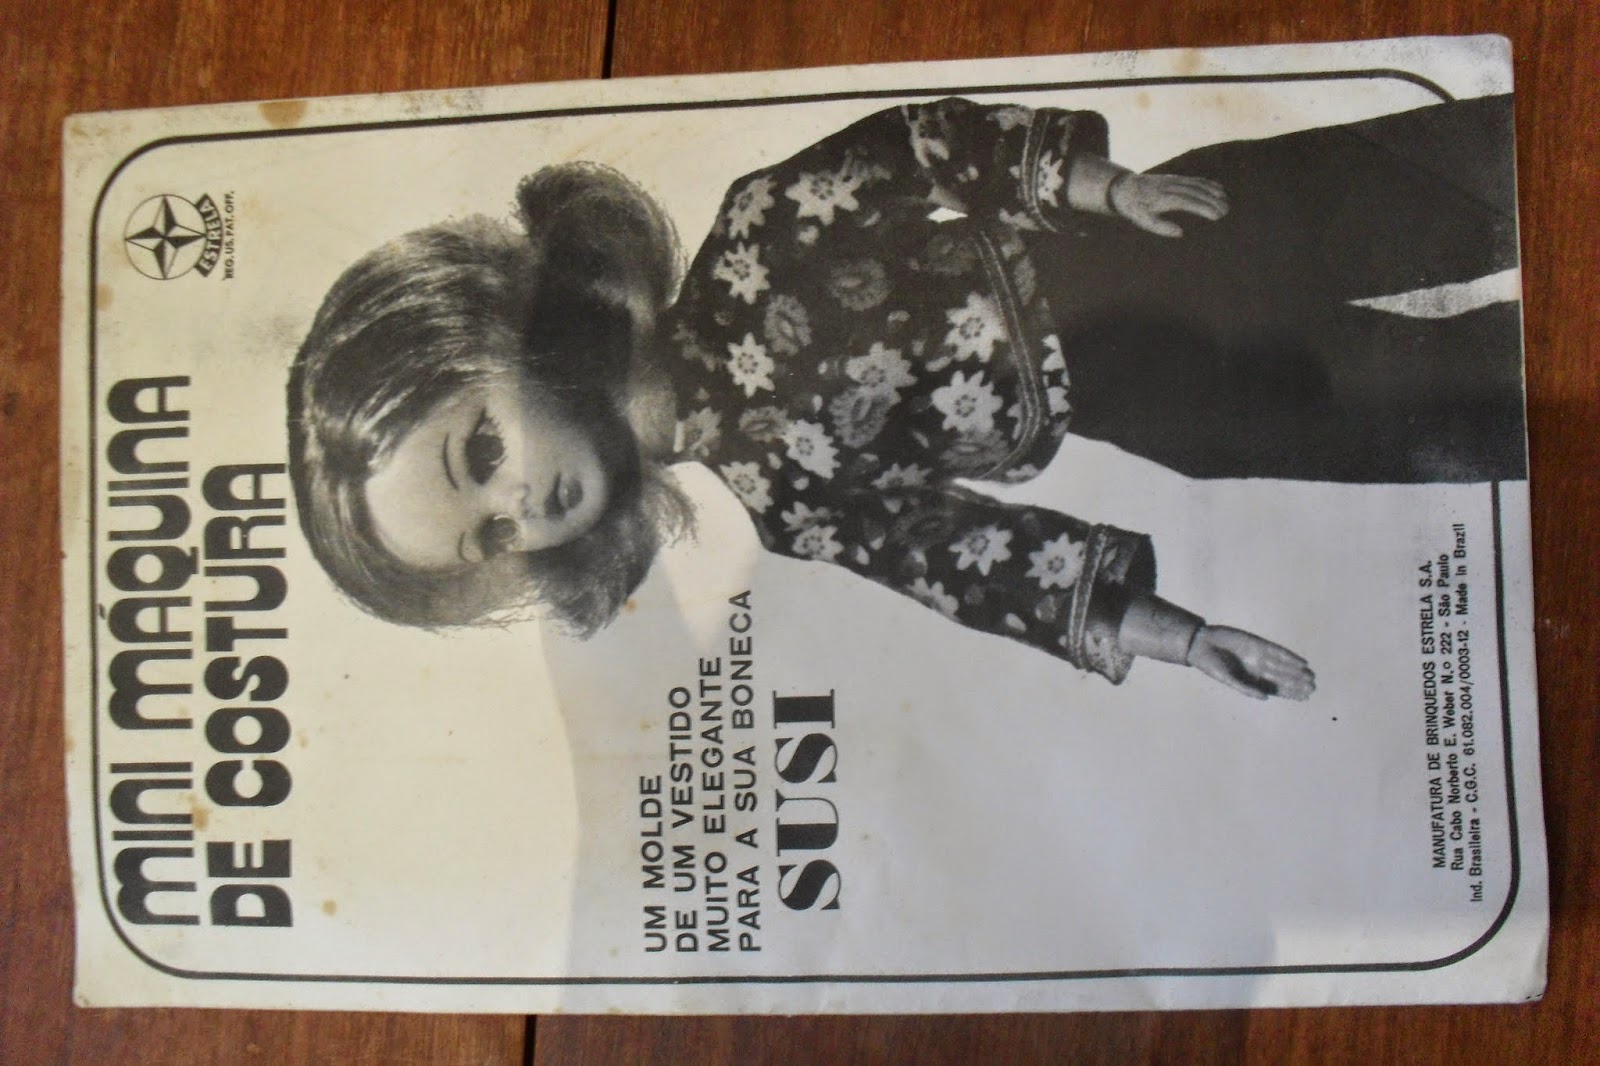 MINI MÁQUINA
DE COSTURA
ESTRELA
REG. US. PAT. OFF.
UM MOLDE
DE UM VESTIDO
MUITO ELEGANTE
PARA A SUA BONECA
SUSI
MANUFATURA DE BRINQUEDOS ESTRELA S.A.
Rua Cabo Norberto E. Weber N.o 222 - São Paulo
Ind. Brasileira - C.G.C. 61.082.004/0003-12 - Made In Brazil